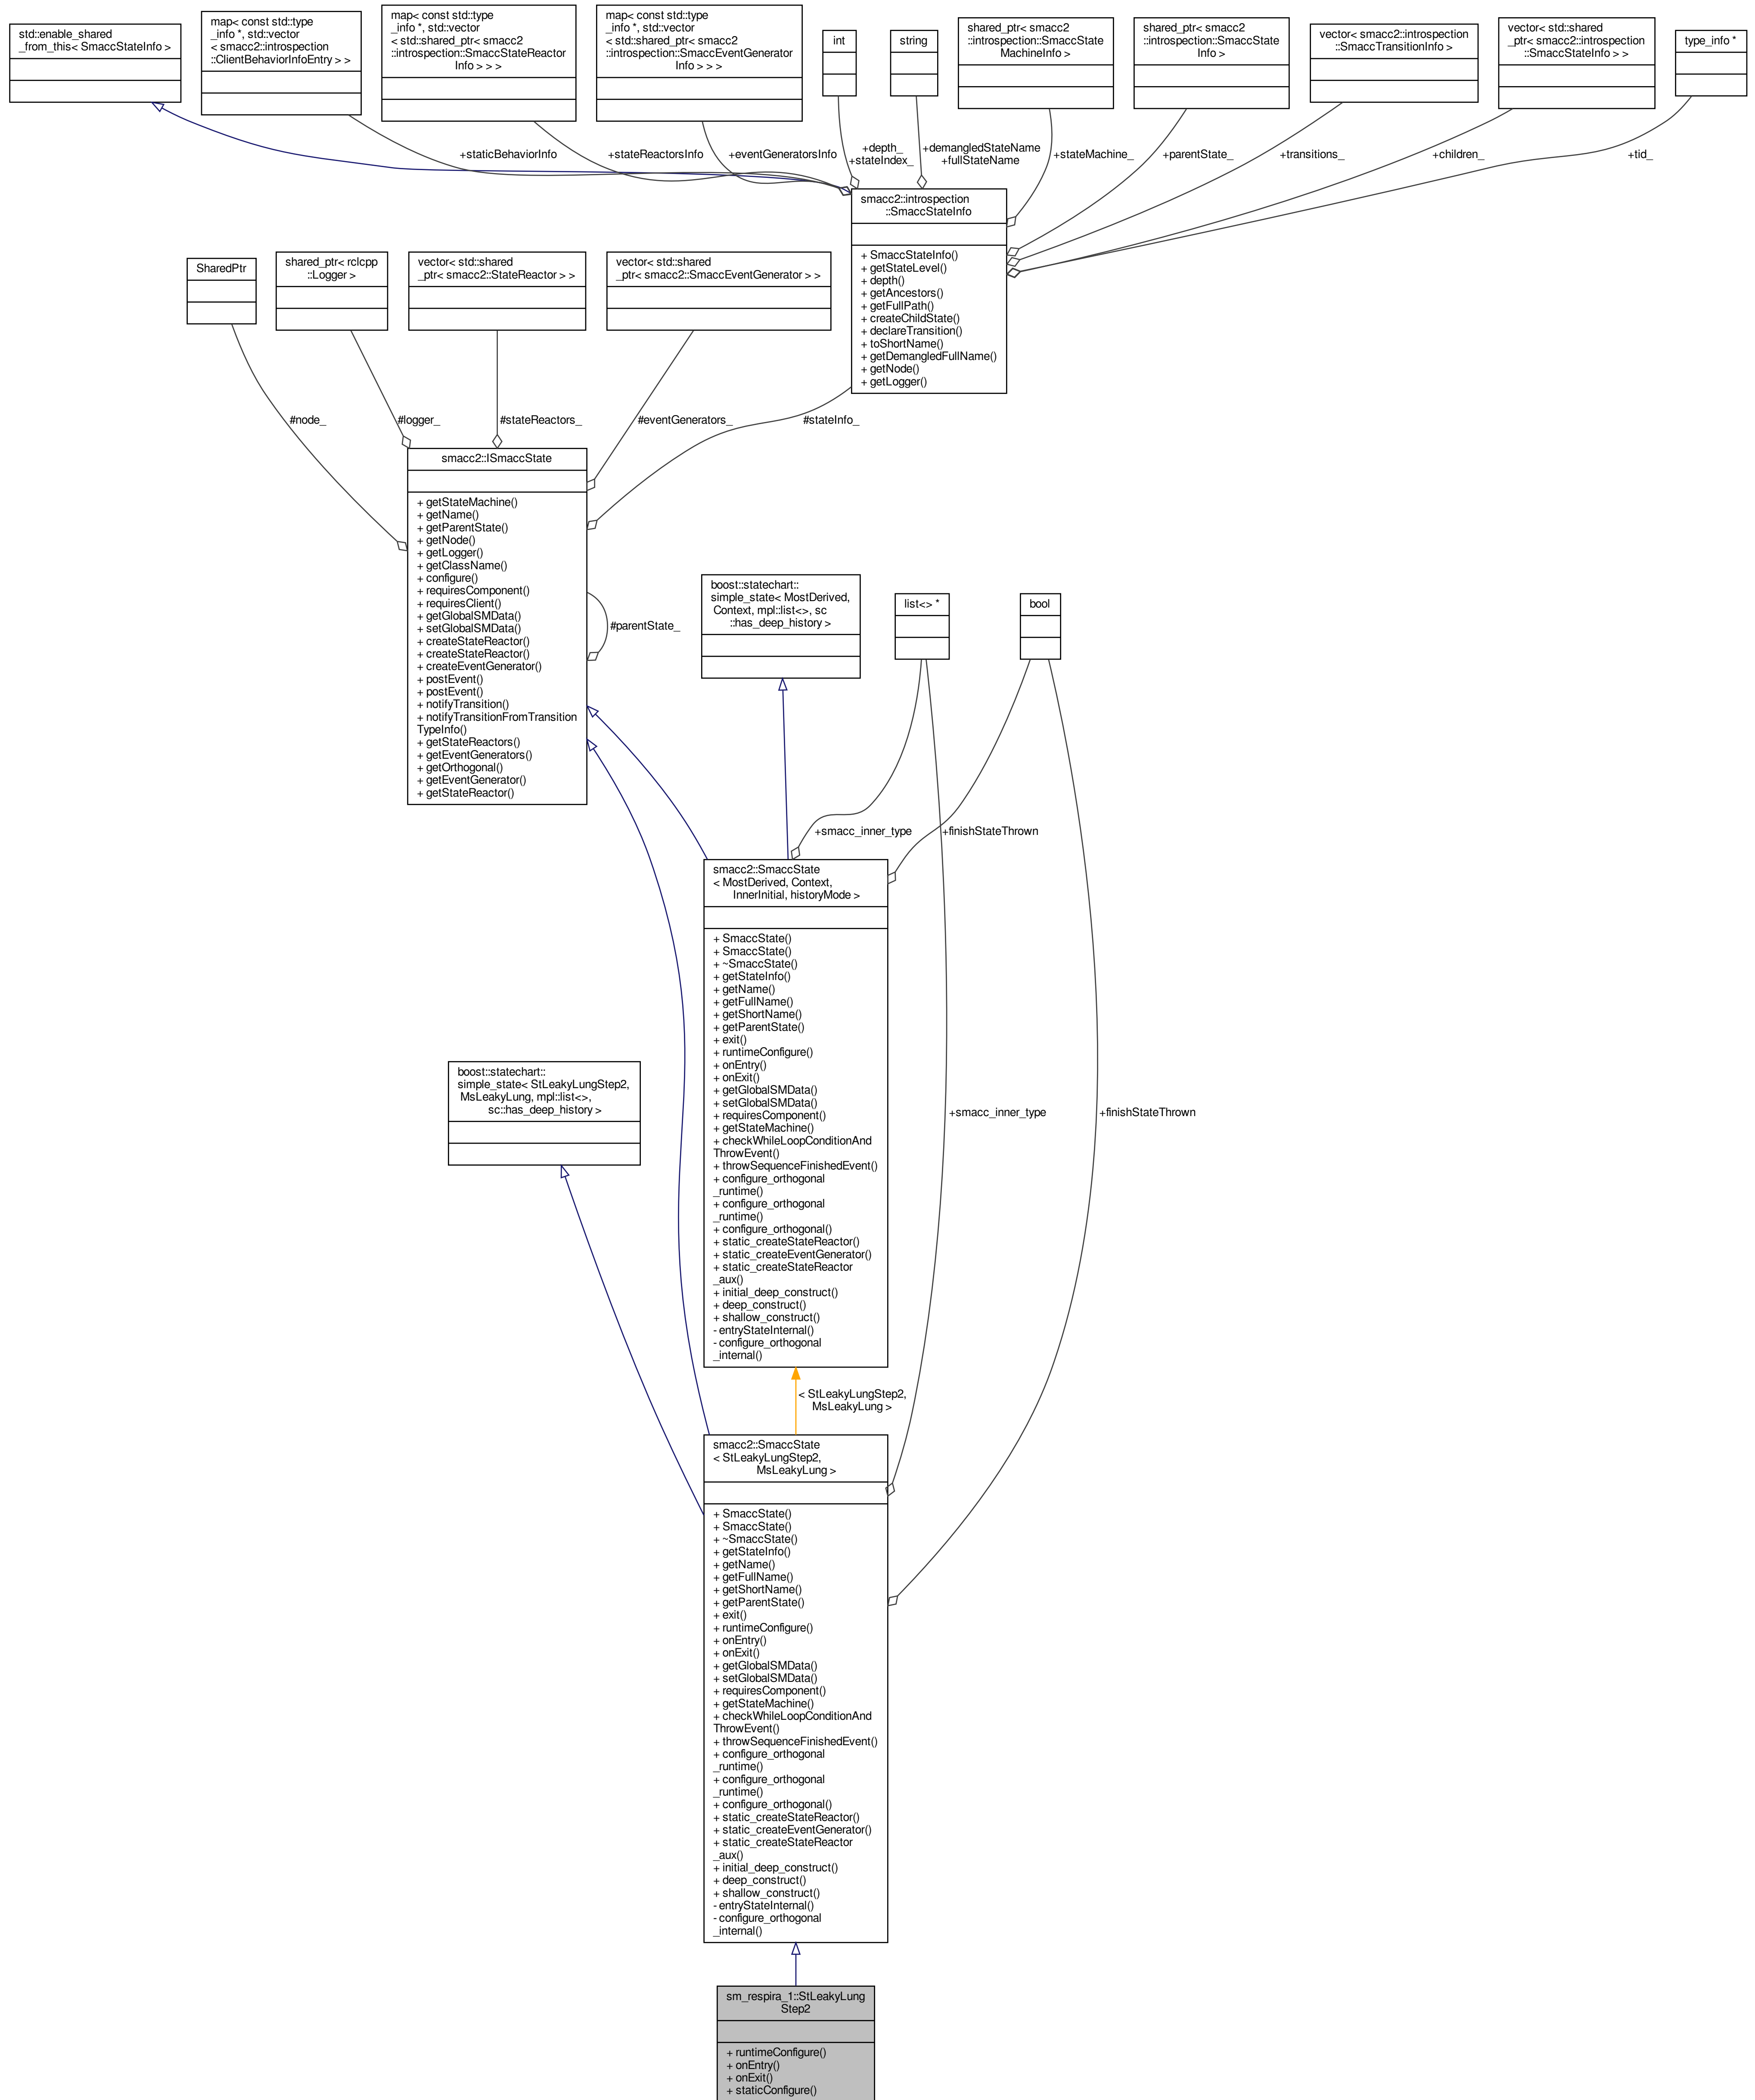 std::enable_shared
_from_this< SmaccStateInfo >
map< const std::type
_info *, std::vector
< smacc2::introspection
::ClientBehaviorInfoEntry > >
map< const std::type
_info *, std::vector
< std::shared_ptr< smacc2
::introspection::SmaccStateReactor
Info > > >
map< const std::type
_info *, std::vector
< std::shared_ptr< smacc2
::introspection::SmaccEventGenerator
Info > > >
int
string
shared_ptr< smacc2
::introspection::SmaccState
MachineInfo >
shared_ptr< smacc2
::introspection::SmaccState
Info >
vector< smacc2::introspection
::SmaccTransitionInfo >
vector< std::shared
_ptr< smacc2::introspection
::SmaccStateInfo > >
type_info *
+staticBehaviorInfo
+stateReactorsInfo
+eventGeneratorsInfo
+depth_
+stateIndex_
+demangledStateName
+fullStateName
+stateMachine_
+parentState_
+transitions_
+children_
+tid_
smacc2::introspection
::SmaccStateInfo
+ SmaccStateInfo()
+ getStateLevel()
+ depth()
+ getAncestors()
+ getFullPath()
+ createChildState()
+ declareTransition()
+ toShortName()
+ getDemangledFullName()
+ getNode()
+ getLogger()
SharedPtr
shared_ptr< rclcpp
::Logger >
vector< std::shared
_ptr< smacc2::StateReactor > >
vector< std::shared
_ptr< smacc2::SmaccEventGenerator > >
#node_
#logger_
#stateReactors_
#eventGenerators_
#stateInfo_
smacc2::ISmaccState
+ getStateMachine()
+ getName()
+ getParentState()
+ getNode()
+ getLogger()
+ getClassName()
+ configure()
+ requiresComponent()
+ requiresClient()
+ getGlobalSMData()
+ setGlobalSMData()
+ createStateReactor()
+ createStateReactor()
+ createEventGenerator()
+ postEvent()
+ postEvent()
+ notifyTransition()
+ notifyTransitionFromTransition
TypeInfo()
+ getStateReactors()
+ getEventGenerators()
+ getOrthogonal()
+ getEventGenerator()
+ getStateReactor()
#parentState_
boost::statechart::
simple_state< MostDerived,
Context, mpl::list<>, sc
::has_deep_history >
list<> *
bool
+smacc_inner_type
+finishStateThrown
smacc2::SmaccState
< MostDerived, Context,
InnerInitial, historyMode >
+ SmaccState()
+ SmaccState()
+ ~SmaccState()
+ getStateInfo()
+ getName()
+ getFullName()
+ getShortName()
+ getParentState()
+ exit()
+ runtimeConfigure()
+ onEntry()
+ onExit()
+ getGlobalSMData()
+ setGlobalSMData()
+ requiresComponent()
+ getStateMachine()
+ checkWhileLoopConditionAnd
ThrowEvent()
+ throwSequenceFinishedEvent()
+ configure_orthogonal
_runtime()
+ configure_orthogonal
_runtime()
+ configure_orthogonal()
+ static_createStateReactor()
+ static_createEventGenerator()
+ static_createStateReactor
_aux()
+ initial_deep_construct()
+ deep_construct()
+ shallow_construct()
- entryStateInternal()
- configure_orthogonal
_internal()
boost::statechart::
simple_state< StLeakyLungStep2,
MsLeakyLung, mpl::list<>,
sc::has_deep_history >
+smacc_inner_type
+finishStateThrown
< StLeakyLungStep2,
MsLeakyLung >
smacc2::SmaccState
< StLeakyLungStep2,
MsLeakyLung >
+ SmaccState()
+ SmaccState()
+ ~SmaccState()
+ getStateInfo()
+ getName()
+ getFullName()
+ getShortName()
+ getParentState()
+ exit()
+ runtimeConfigure()
+ onEntry()
+ onExit()
+ getGlobalSMData()
+ setGlobalSMData()
+ requiresComponent()
+ getStateMachine()
+ checkWhileLoopConditionAnd
ThrowEvent()
+ throwSequenceFinishedEvent()
+ configure_orthogonal
_runtime()
+ configure_orthogonal
_runtime()
+ configure_orthogonal()
+ static_createStateReactor()
+ static_createEventGenerator()
+ static_createStateReactor
_aux()
+ initial_deep_construct()
+ deep_construct()
+ shallow_construct()
- entryStateInternal()
- configure_orthogonal
_internal()
sm_respira_1::StLeakyLung
Step2
+ runtimeConfigure()
+ onEntry()
+ onExit()
+ staticConfigure()